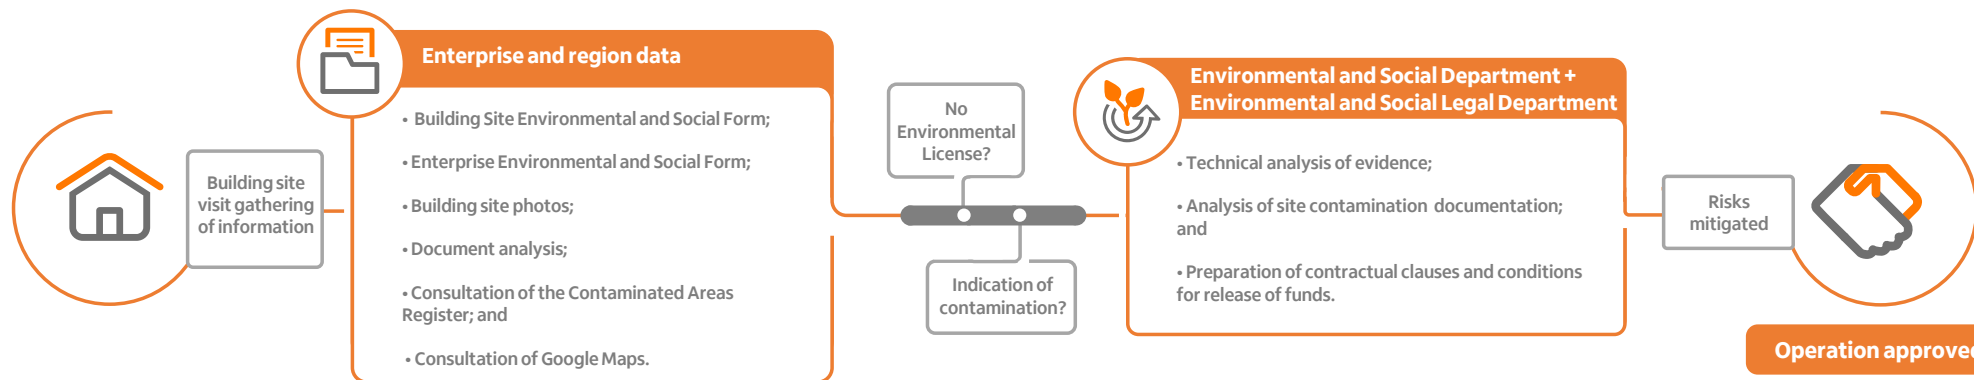 Building site
visit gathering
of information
Enterprise and region data
• Building Site Environmental and Social Form;
• Enterprise Environmental and Social Form;
• Building site photos;
• Document analysis;
• Consultation of the Contaminated Areas
Register; and
• Consultation of Google Maps.
No
Environmental
License?
Indication of
contamination?
Environmental and Social Department +
Environmental and Social Legal Department
• Technical analysis of evidence;
• Analysis of site contamination documentation;
and
• Preparation of contractual clauses and conditions
for release of funds.
Risks
mitigated
Operation approved